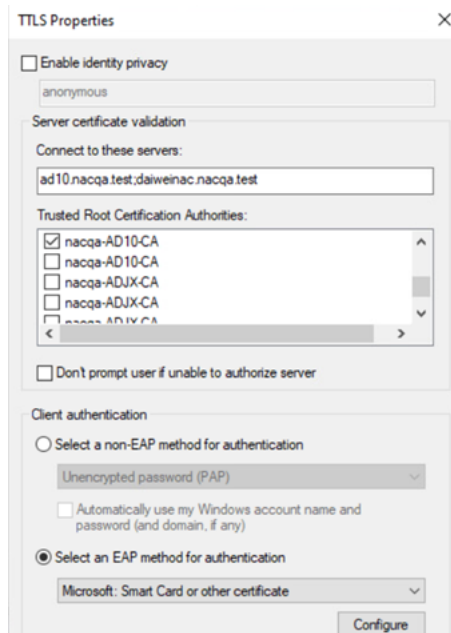 TTLS Properties
Enable identity privacy
anonymous
Server certificate validation
Connect to these servers:
ad10.nacqa.test;daiweinac.nacqa.test
Trusted Root Certification Authorities:
nacqa-AD10-CA
nacqa-AD10-CA
nacqa-ADJX-CA
nacqa-ADJX-CA
nacqa-ADJX-CA
Don't prompt user if unable to authorize server
Client authentication
Select a non-EAP method for authentication
Unencrypted password (PAP)
Automatically use my Windows account name and
password (and domain, if any)
Select an EAP method for authentication
Microsoft: Smart Card or other certificate
Configure